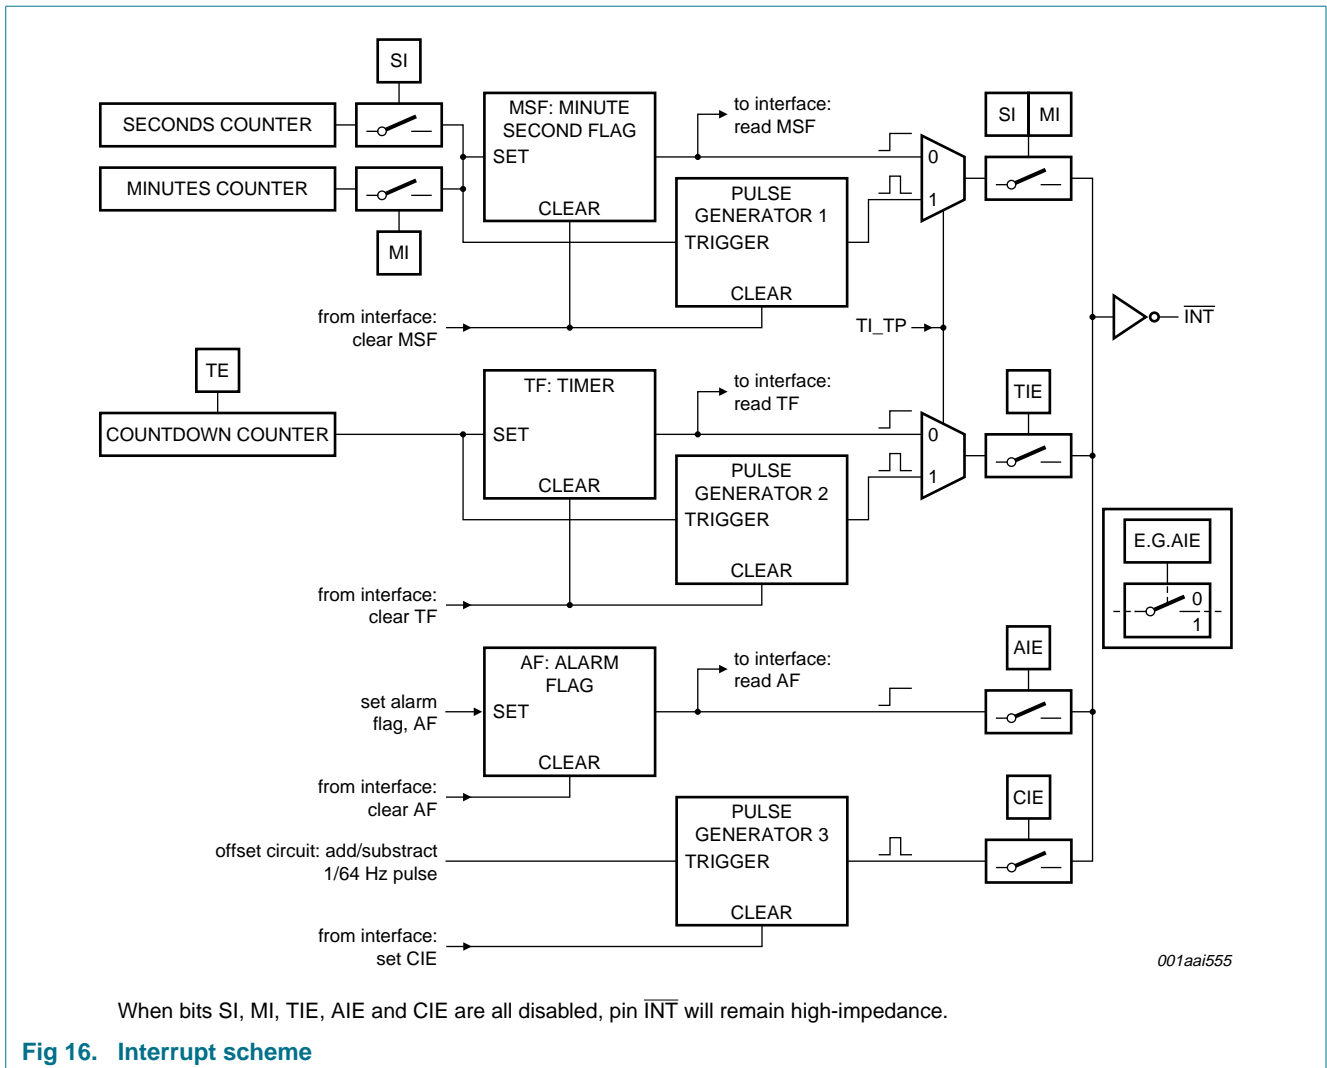 SI
SECONDS COUNTER
MINUTES COUNTER
MI
MSF: MINUTE
SECOND FLAG
SET
CLEAR
to interface:
read MSF
PULSE
GENERATOR 1
TRIGGER
CLEAR
0
1
SI MI
from interface:
clear MSF
TI_TP
INT
TE
COUNTDOWN COUNTER
TF: TIMER
SET
CLEAR
to interface:
read TF
PULSE
GENERATOR 2
TRIGGER
CLEAR
0
1
TIE
from interface:
clear TF
E.G.AIE
0
1
set alarm
flag, AF
AF: ALARM
FLAG
SET
CLEAR
to interface:
read AF
AIE
from interface:
clear AF
offset circuit: add/substract
1/64 Hz pulse
PULSE
GENERATOR 3
TRIGGER
CLEAR
CIE
from interface:
set CIE
001aai555
When bits SI, MI, TIE, AIE and CIE are all disabled, pin INT will remain high-impedance.
Fig 16. Interrupt scheme